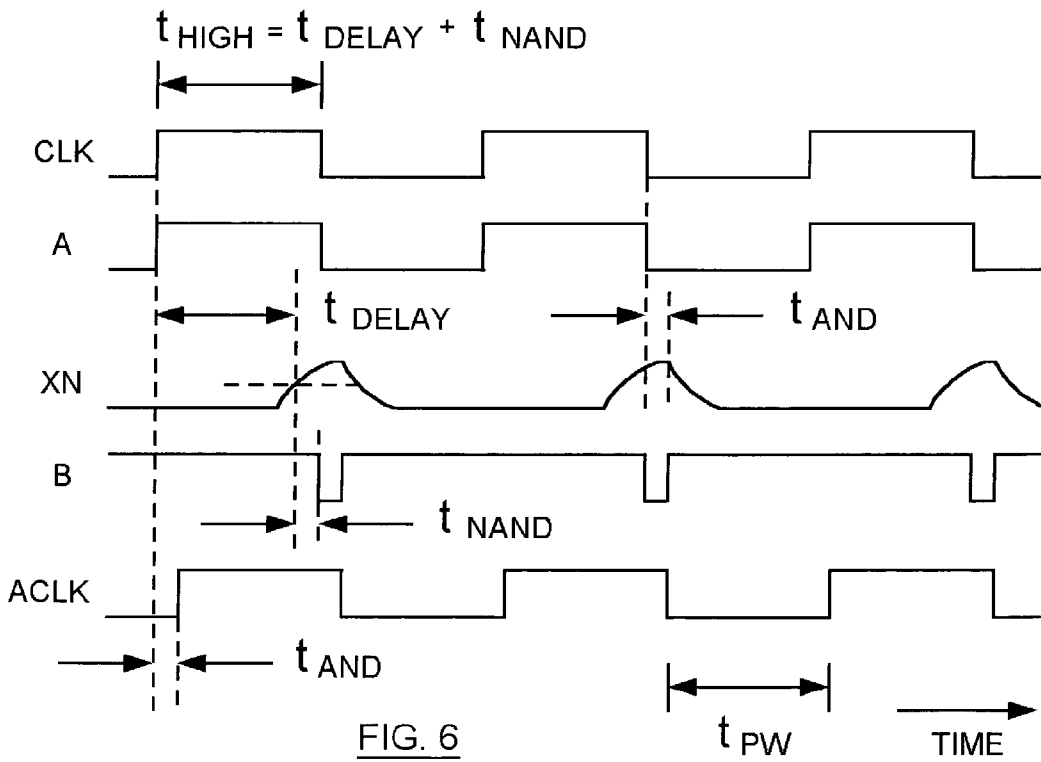 t HIGH = t DELAY + t NAND
CLK
A
t DELAY
t AND
XN
B
t NAND
ACLK
t AND
t PW
TIME
FIG. 6